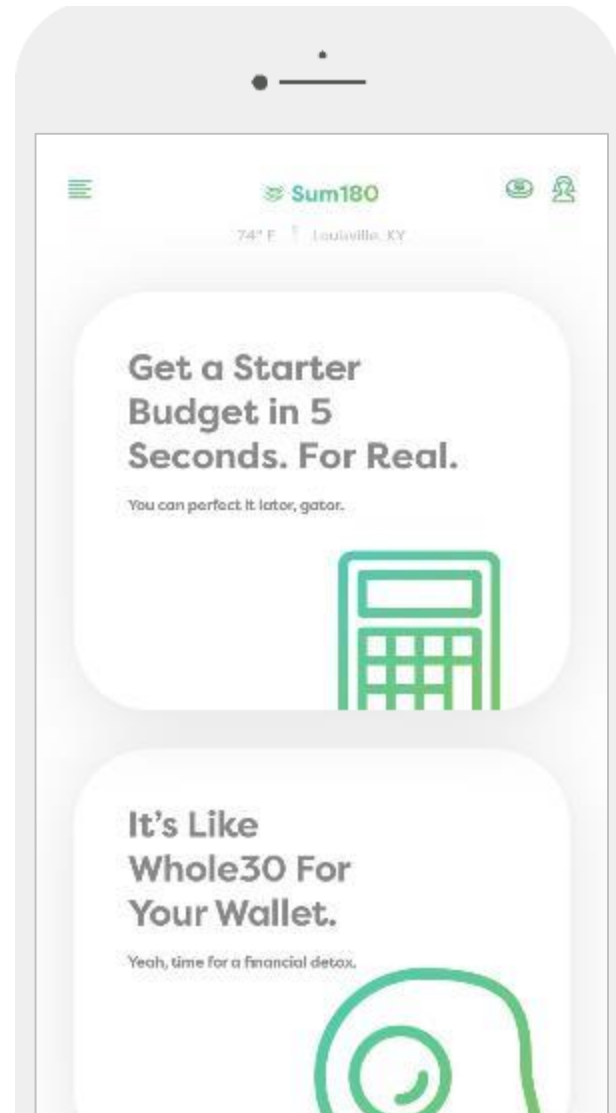 Sum180
74° F Louisville, KY
Get a Starter
Budget in 5
Seconds. For Real.
You can perfect it later, gator.
It's Like
Whole30 For
Your Wallet.
Yeah, time for a financial detox.